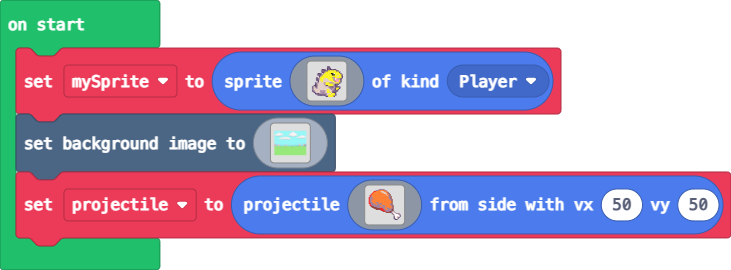 on start
set mySprite to sprite of kind Player
set background image to
set projectile to projectile from side with vx 50 vy 50